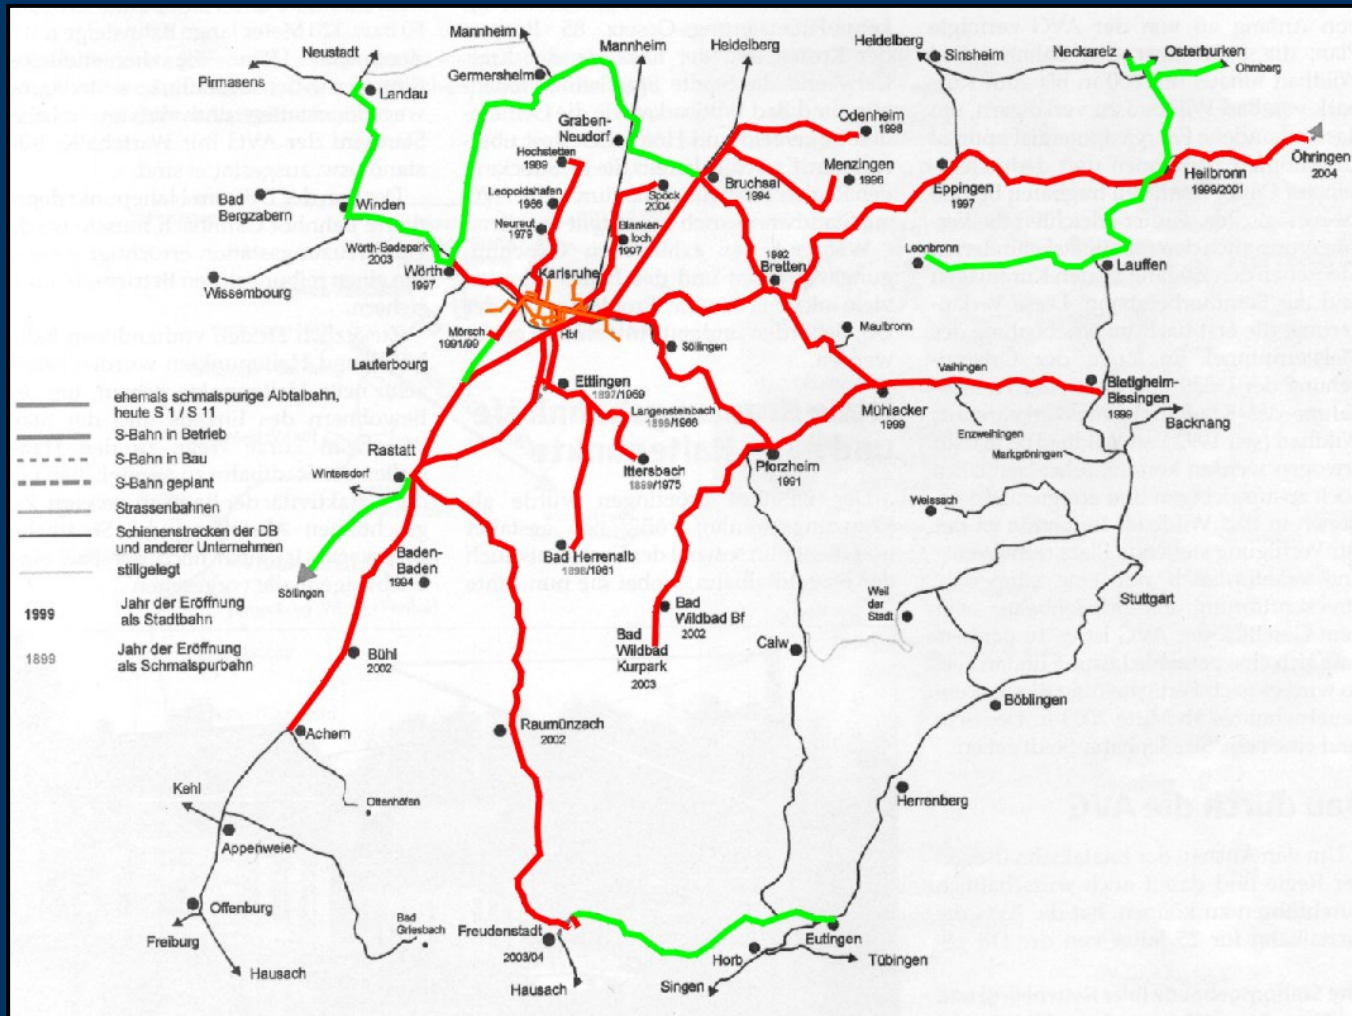 Mannheim
Mannheim
Heidelberg
Heidelberg
Neckarelz
Osterburken
Neustadt
Sinsheim
Pirmasens
Germersheim
Landau
Graben-
Neudorf
Odenheim
1998
Hochstetten
1989
Menzingen
1996
Öhringen
2004
Bruchsal
1994
Heilbronn
1999/2001
Eppingen
1997
Bad
Bergzabern
Winden
Leopoldshafen
1986
Spöck
2004
Neureut
1979
Blanken-
loch
1997
Wörth-Badepark
2003
Leonbronn
1992
Bretten
Lauffen
Wörth
1997
Karlsruhe
Wissembourg
Mörsch
1991/99
Hbf
Söllingen
Maulbronn
Lauterbourg
Vaihingen
Ettlingen
1897/1969
Bietigheim-
Bissingen
1999
Mühlacker
1999
Langensteinbach
1899/1966
Backnang
Enzweihingen
ehemals schmalspurige Albtalbahn,
heute S 1 / S 11
S-Bahn in Betrieb
S-Bahn in Bau
S-Bahn geplant
Strassenbahnen
Schienenstrecken der DB
und anderer Unternehmen
stillgelegt
1999
Jahr der Eröffnung
als Stadtbahn
1899
Jahr der Eröffnung
als Schmalspurbahn
Rastatt
Wintersdorf
Ittersbach
1899/1975
Pforzheim
1991
Markgröningen
Weissach
Baden-
Baden
1994
Bad Herrenalb
1898/1961
Söllingen
Bad
Wildbad Bf
2002
Weil
der
Stadt
Stuttgart
Bad
Wildbad
Kurpark
2003
Calw
Bühl
2002
Böblingen
Raumünzach
2002
Achern
Kehl
Ottenhöfen
Herrenberg
Appenweier
Offenburg
Bad
Griesbach
Freudenstadt
2003/04
Eutingen
Freiburg
Horb
Tübingen
Hausach
Hausach
Singen